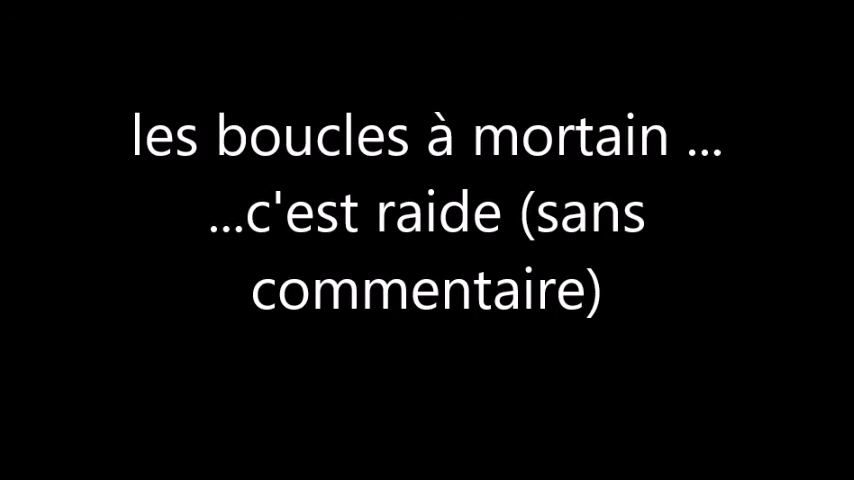 les boucles à mortain ...
...c'est raide (sans
commentaire)